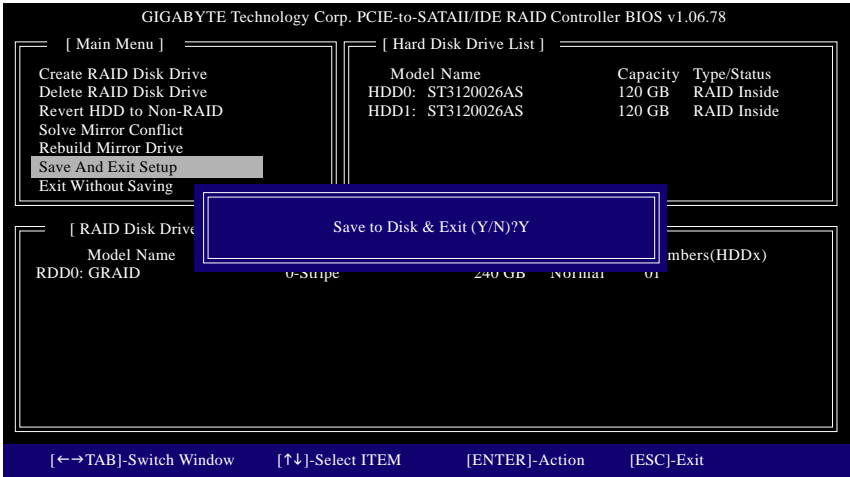 GIGABYTE Technology Corp. PCIE-to-SATAII/IDE RAID Controller BIOS v1.06.78
[ Main Menu ]
Create RAID Disk Drive
Delete RAID Disk Drive
Revert HDD to Non-RAID
Solve Mirror Conflict
Rebuild Mirror Drive
Save And Exit Setup
Exit Without Saving
[ Hard Disk Drive List ]
Model Name Capacity Type/Status
HDD0: ST3120026AS 120 GB RAID Inside
HDD1: ST3120026AS 120 GB RAID Inside
Save to Disk & Exit (Y/N)?Y
[ RAID Disk Drive
Model Name mbers(HDDx)
RDD0: GRAID 0-Stripe 240 GB Normal 01
[←→TAB]-Switch Window [↑↓]-Select ITEM [ENTER]-Action [ESC]-Exit